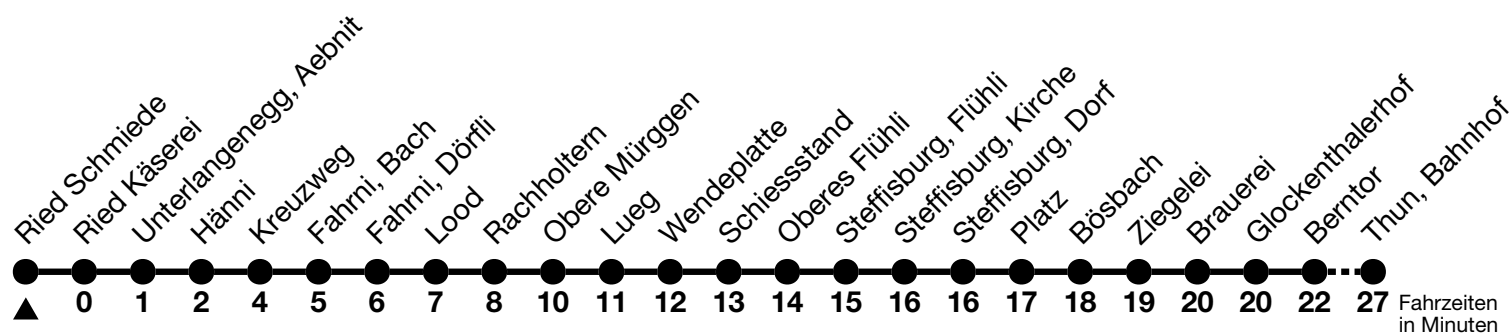 Ried Schmiede
Ried Käserei
Unterlangenegg, Aebnit
Hänni
Kreuzweg
Fahrni, Bach
Fahrni, Dörfli
Lood
Rachholtern
Obere Mürggen
Lueg
Wendeplatte
Schiessstand
Oberes Flühli
Steffisburg, Flühli
Steffisburg, Kirche
Steffisburg, Dorf
Platz
Bösbach
Ziegelei
Brauerei
Glockenthalerhof
Berntor
Thun, Bahnhof
0 1 2 4 5 6 7 8 10 11 12 13 14 15 16 16 17 18 19 20 20 22 27 Fahrzeiten
in Minuten